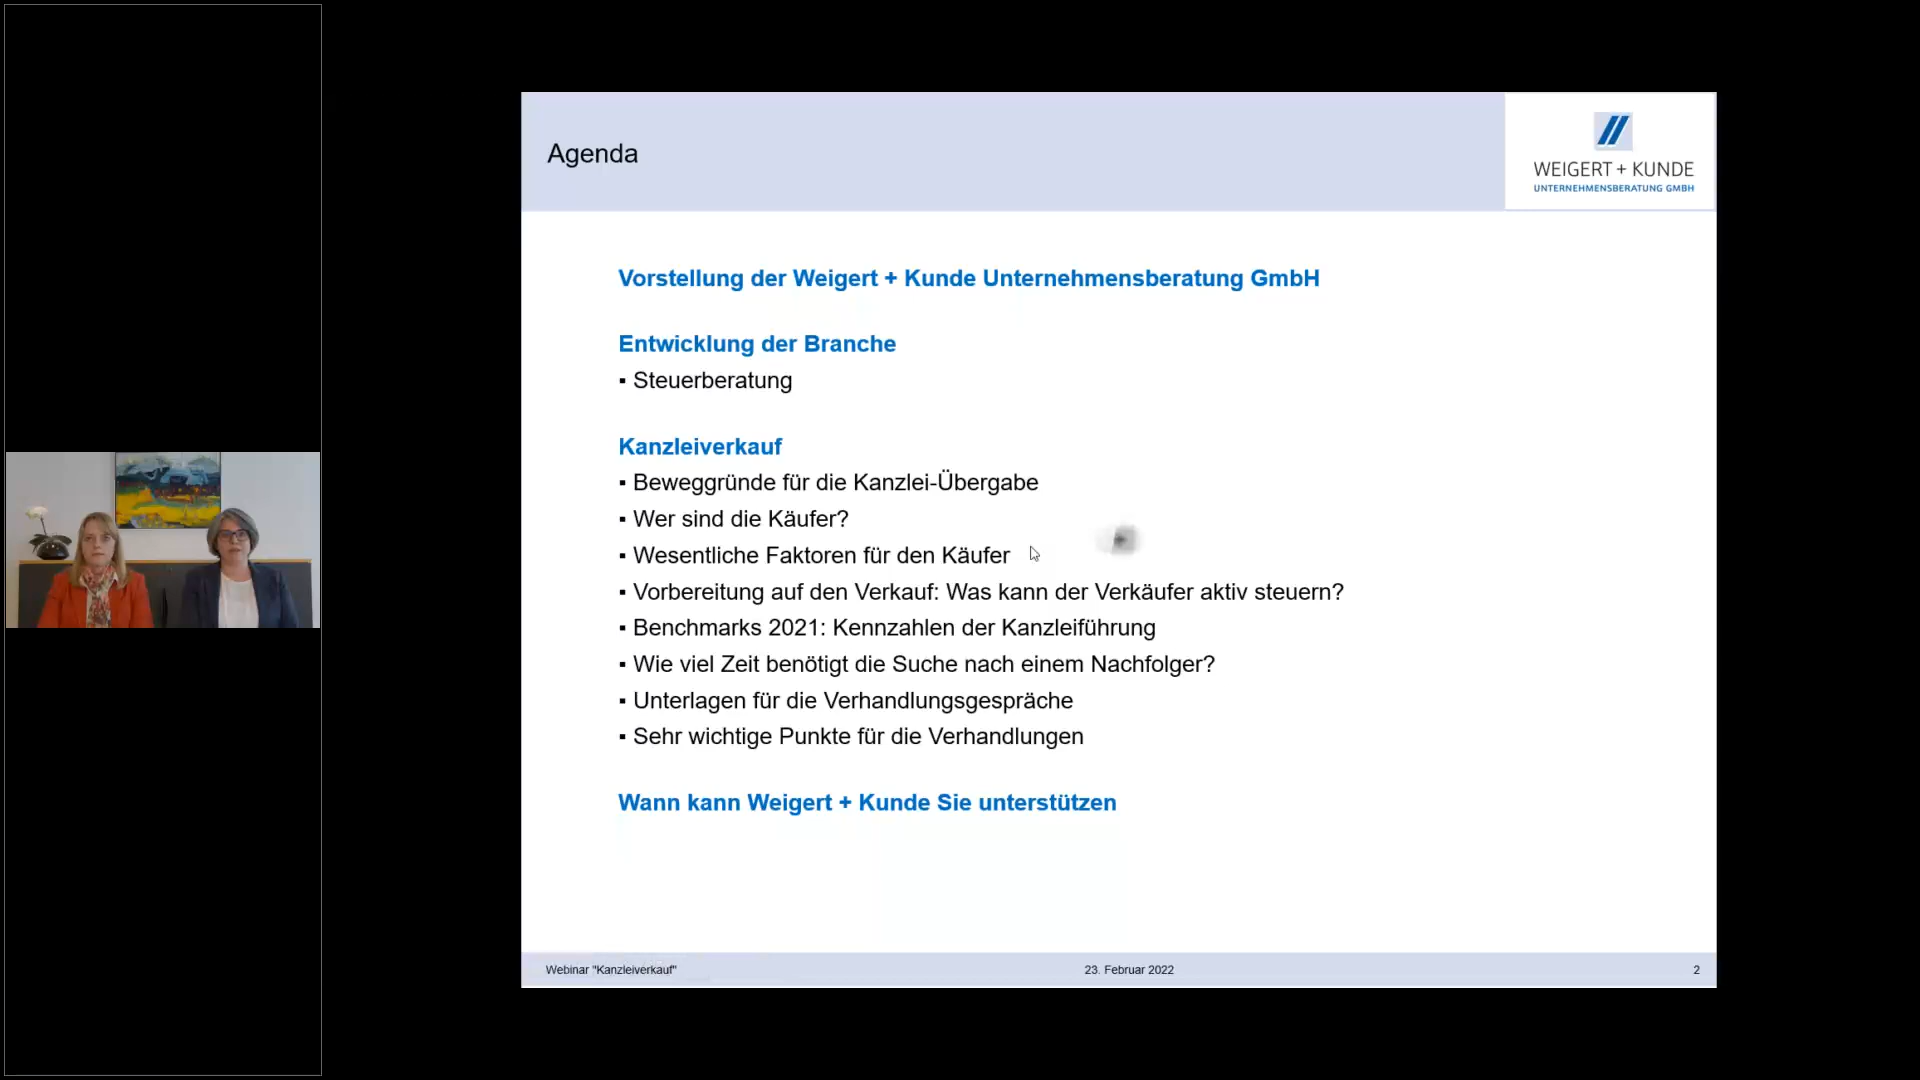 Agenda
WEIGERT + KUNDE
UNTERNEHMENSBERATUNG GMBH
Vorstellung der Weigert + Kunde Unternehmensberatung GmbH
Entwicklung der Branche
▪ Steuerberatung
Kanzleiverkauf
▪ Beweggründe für die Kanzlei-Übergabe
▪ Wer sind die Käufer?
▪ Wesentliche Faktoren für den Käufer
▪ Vorbereitung auf den Verkauf: Was kann der Verkäufer aktiv steuern?
▪ Benchmarks 2021: Kennzahlen der Kanzleiführung
▪ Wie viel Zeit benötigt die Suche nach einem Nachfolger?
▪ Unterlagen für die Verhandlungsgespräche
▪ Sehr wichtige Punkte für die Verhandlungen
Wann kann Weigert + Kunde Sie unterstützen
Webinar "Kanzleiverkauf"
23. Februar 2022
2